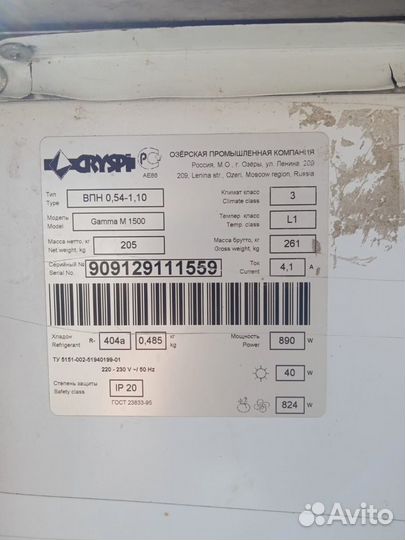 CRYSPI
РС
АЕ88
ОЗЁРСКАЯ ПРОМЫШЛЕННАЯ КОМПАНИЯ
Россия, М.О., г. Озёры, ул. Ленина 209
209, Lenina str., Ozeri, Moscow region, Russia
Тип
Type
ВПН 0,54-1,10
Климат класс
Climate class
3
Модель
Model
Gamma M 1500
Темпер класс
Temp. class
L1
Масса нетто, кг
Net weight, kg
205
Масса брутто, кг
Gross weight, kg
261
Серийный №
Serial No.
909129111559
Ток
Current
4,1 A
Хладон
Refrigerant
R- 404a
0,485
кг
kg
Мощность
Power
890 W
ТУ 5151-002-51940199-01
220 - 230 V ~/ 50 Hz
40 W
Степень защиты
Safety class
IP 20
824 W
ГОСТ 23833-95
Avito